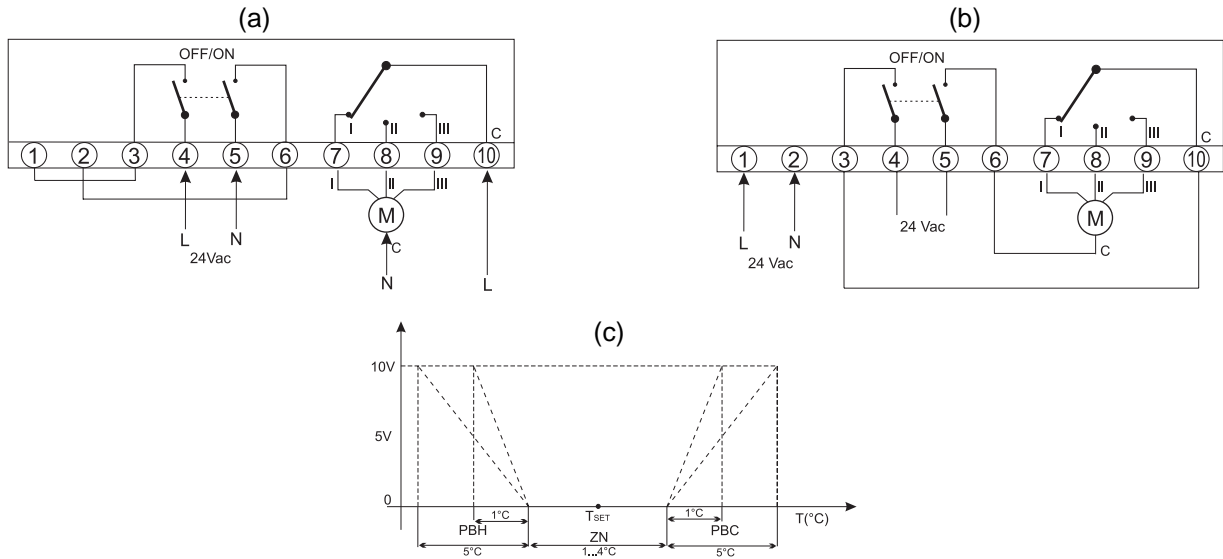 (a)
OFF/ON
I II III C
1 2 3 4 5 6 7 8 9 10
I II III
M
L N C
24Vac
N L
(b)
OFF/ON
I II III C
1 2 3 4 5 6 7 8 9 10
I II III
24 Vac M
L N C
24 Vac
(c)
10V
5V
0
1°C TSET 1°C T(°C)
PBH ZN PBC
5°C 1...4°C 5°C